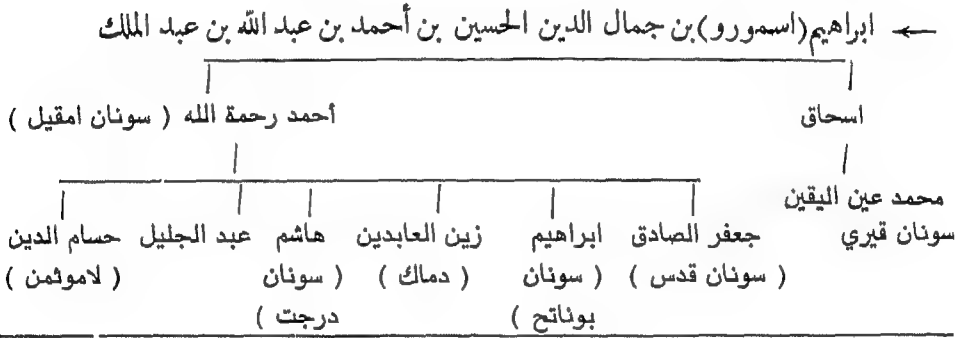 ابراهيم(اسمورو)بن جمال الدين الحسين بن أحمد بن عبد الله بن عبد الملك
اسحاق أحمد رحمة الله ( سونان امقيل )
محمد عين اليقين
سونان قيري جعفر الصادق ابراهيم زين العابدين هاشم عبد الجليل حسام الدين
( سونان قدس ) ( سونان ( دماك ) ( سونان ( لاموثمن )
بوناتح ) درجت )